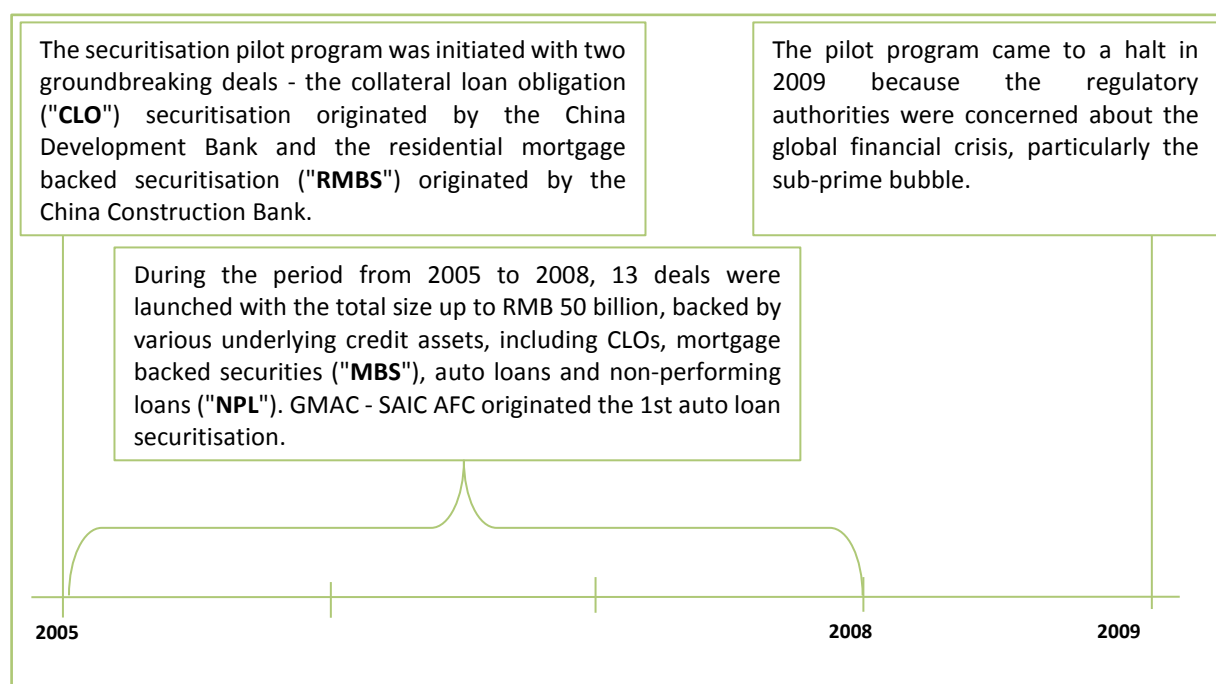 The securitisation pilot program was initiated with two
groundbreaking deals - the collateral loan obligation
("CLO") securitisation originated by the China
Development Bank and the residential mortgage
backed securitisation ("RMBS") originated by the
China Construction Bank.
The pilot program came to a halt in
2009 because the regulatory
authorities were concerned about the
global financial crisis, particularly the
sub-prime bubble.
During the period from 2005 to 2008, 13 deals were
launched with the total size up to RMB 50 billion, backed by
various underlying credit assets, including CLOs, mortgage
backed securities ("MBS"), auto loans and non-performing
loans ("NPL"). GMAC - SAIC AFC originated the 1st auto loan
securitisation.
2005
2008
2009